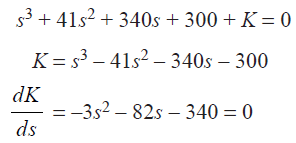 s³ + 41s² + 340s + 300 + K = 0
K = s³ – 41s² – 340s – 300
dK/ds = –3s² – 82s – 340 = 0